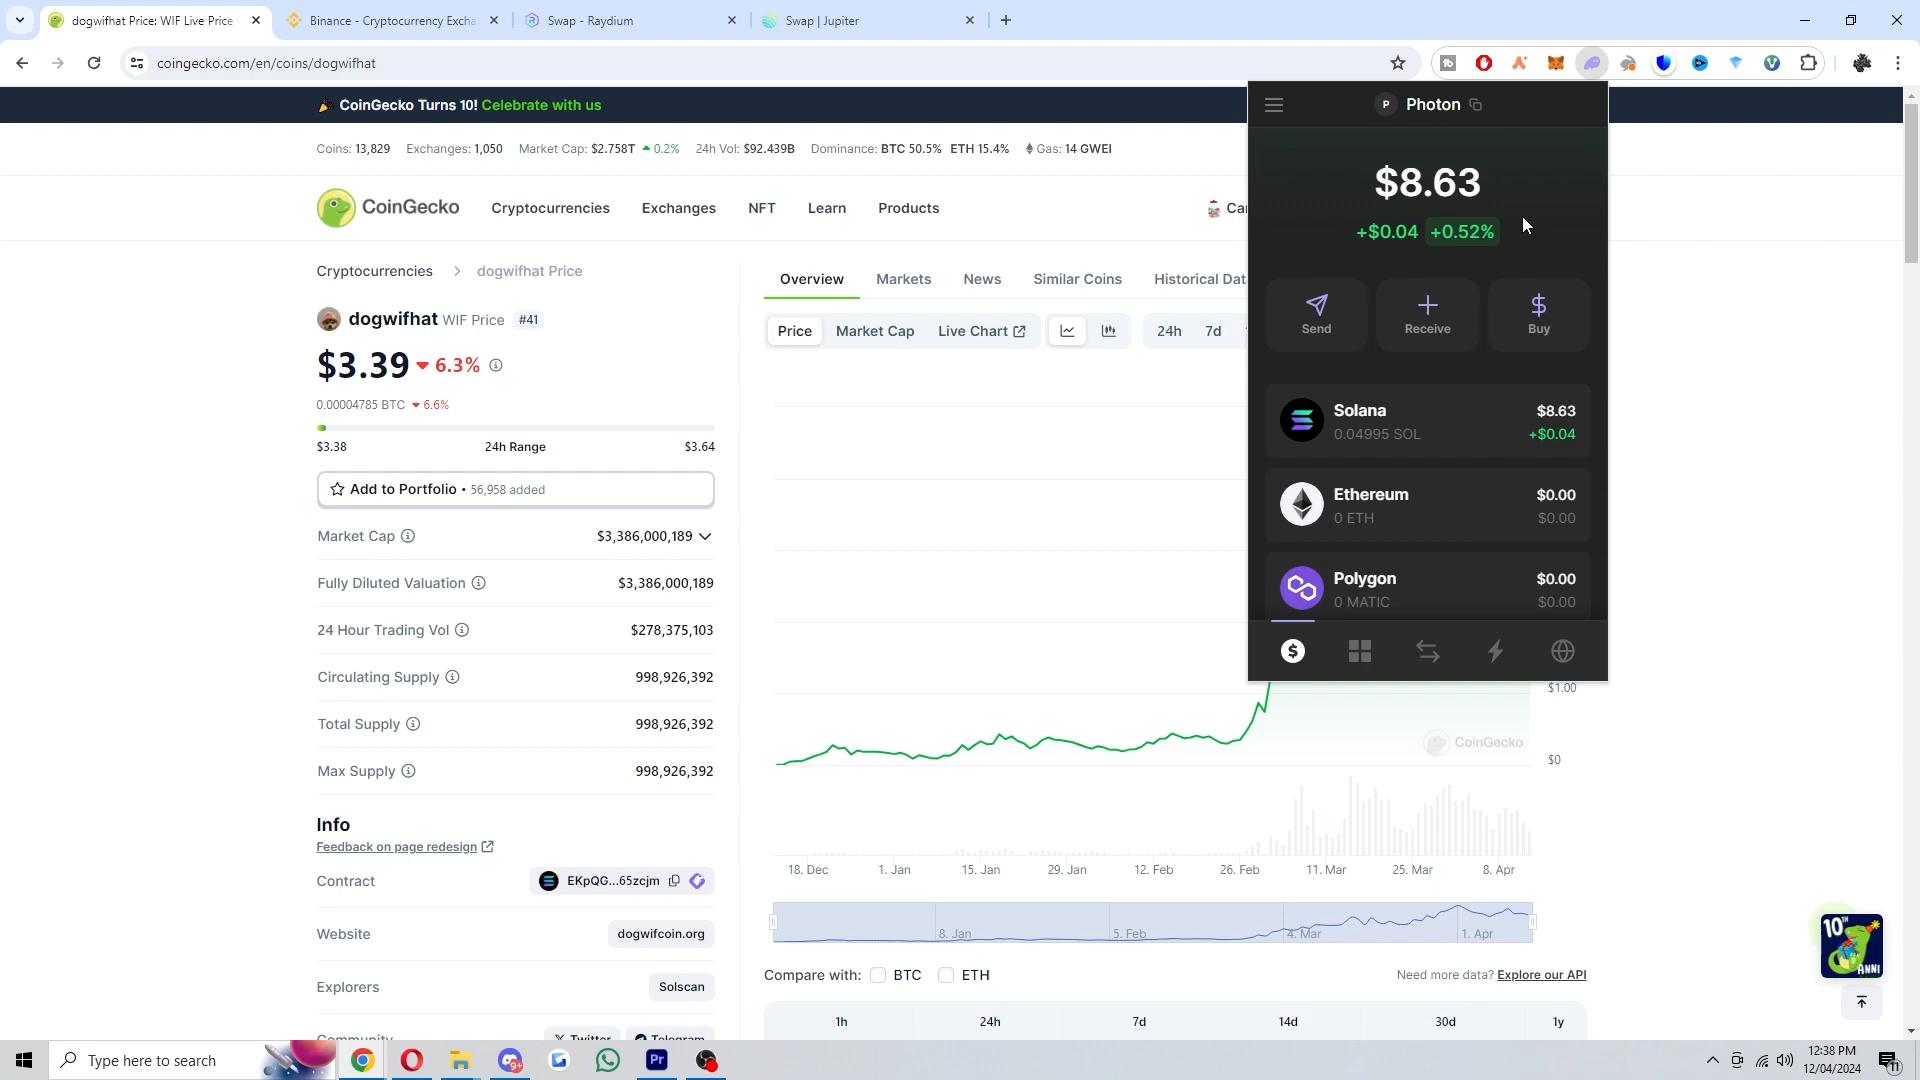 dogwifhat Price: WIF Live Price
Binance - Cryptocurrency Excha
Swap - Raydium
Swap | Jupiter
coingecko.com/en/coins/dogwifhat
CoinGecko Turns 10! Celebrate with us
Coins: 13,829 Exchanges: 1,050 Market Cap: $2.758T 0.2% 24h Vol: $92.439B Dominance: BTC 50.5% ETH 15.4% Gas: 14 GWEI
CoinGecko
Cryptocurrencies Exchanges NFT Learn Products
Cryptocurrencies > dogwifhat Price
dogwifhat WIF Price #41
$3.39 6.3%
0.00004785 BTC 6.6%
$3.38 24h Range $3.64
Add to Portfolio • 56,958 added
Market Cap $3,386,000,189
Fully Diluted Valuation $3,386,000,189
24 Hour Trading Vol $278,375,103
Circulating Supply 998,926,392
Total Supply 998,926,392
Max Supply 998,926,392
Info
Feedback on page redesign
Contract EKpQG...65zcjm
Website dogwifcoin.org
Explorers Solscan
Community Twitter Telegram
Overview Markets News Similar Coins Historical Dat
Price Market Cap Live Chart 24h 7d
P Photon
$8.63
+$0.04 +0.52%
Send Receive Buy
Solana $8.63
0.04995 SOL +$0.04
Ethereum $0.00
0 ETH $0.00
Polygon $0.00
0 MATIC $0.00
$1.00
CoinGecko
$0
18. Dec 1. Jan 15. Jan 29. Jan 12. Feb 26. Feb 11. Mar 25. Mar 8. Apr
8. Jan 5. Feb 4. Mar 1. Apr
Compare with: BTC ETH
Need more data? Explore our API
1h 24h 7d 14d 30d 1y
10TH
ANNI
Type here to search
9+
Pr
12:38 PM
12/04/2024
11